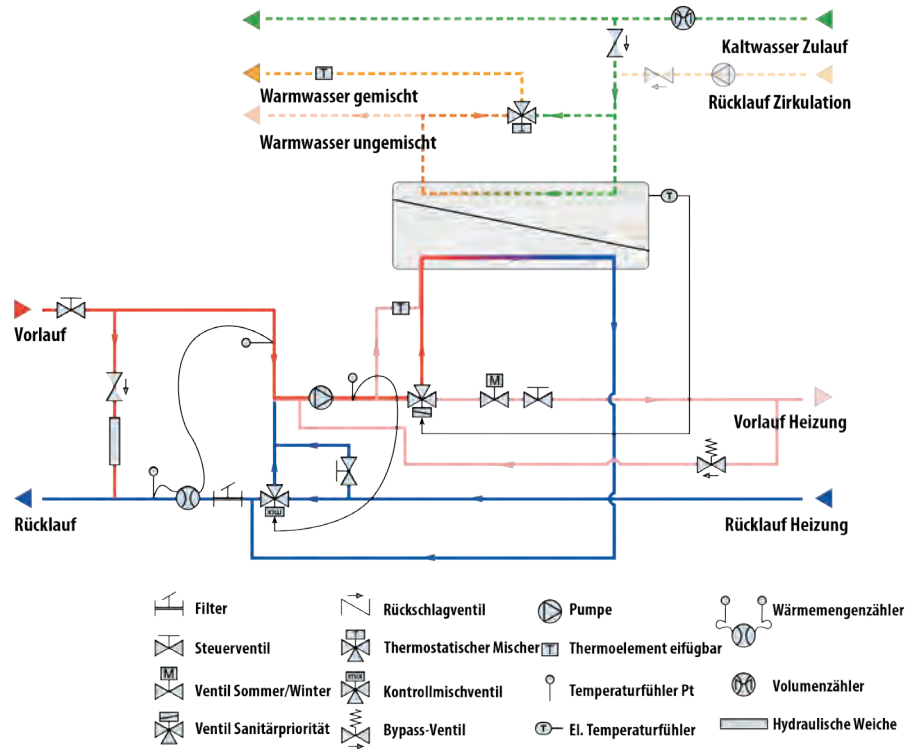 Kaltwasser Zulauf
T
Warmwasser gemischt
Rücklauf Zirkulation
Warmwasser ungemischt
T
T
Vorlauf
M
Vorlauf Heizung
Rücklauf
Rücklauf Heizung
Filter
Rückschlagventil
Pumpe
Wärmemengenzähler
Steuerventil
T
Thermostatischer Mischer
T
Thermoelement eifügbar
M
Ventil Sommer/Winter
Kontrollmischventil
Temperaturfühler Pt
Volumenzähler
Ventil Sanitärpriorität
Bypass-Ventil
T
El. Temperaturfühler
Hydraulische Weiche